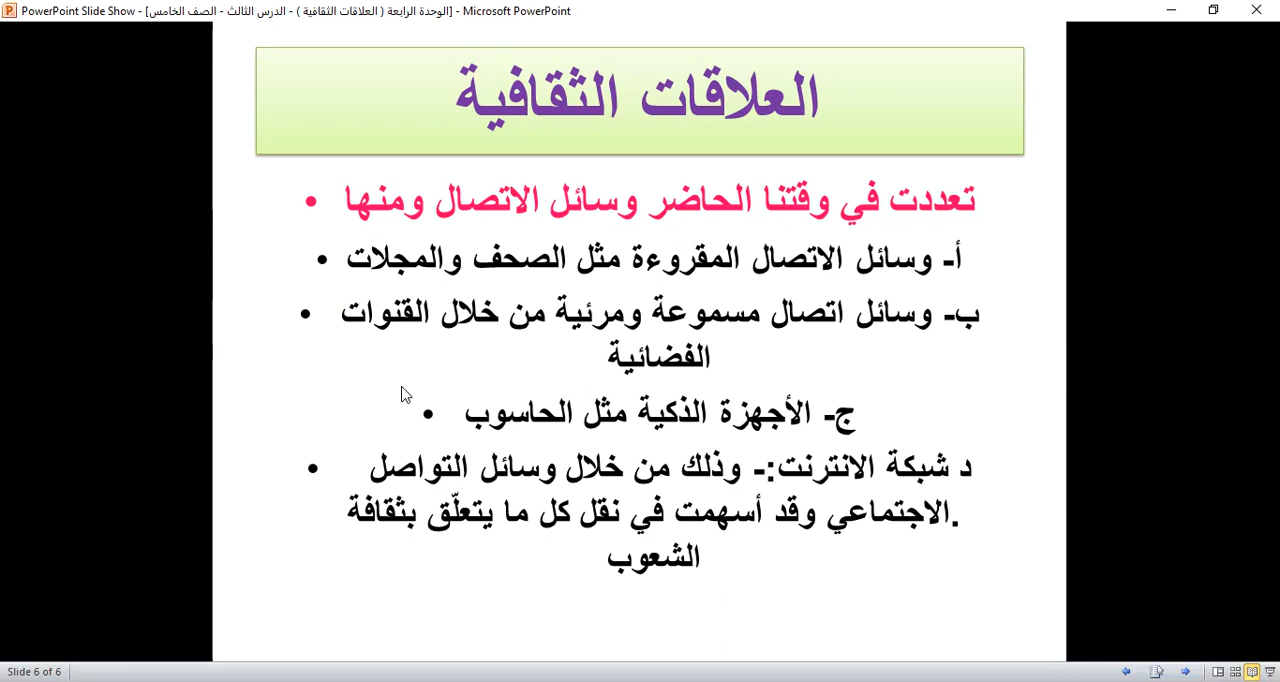 PowerPoint Slide Show - [الوحدة الرابعة ( العلاقات الثقافية ) - الدرس الثالث - الصف الخامس] - Microsoft PowerPoint
العلاقات الثقافية
• تعددت في وقتنا الحاضر وسائل الاتصال ومنها
• أ- وسائل الاتصال المقروءة مثل الصحف والمجلات
• ب- وسائل اتصال مسموعة ومرئية من خلال القنوات
الفضائية
• ج- الأجهزة الذكية مثل الحاسوب
• د شبكة الانترنت:- وذلك من خلال وسائل التواصل
.الاجتماعي وقد أسهمت في نقل كل ما يتعلّق بثقافة
الشعوب
Slide 6 of 6